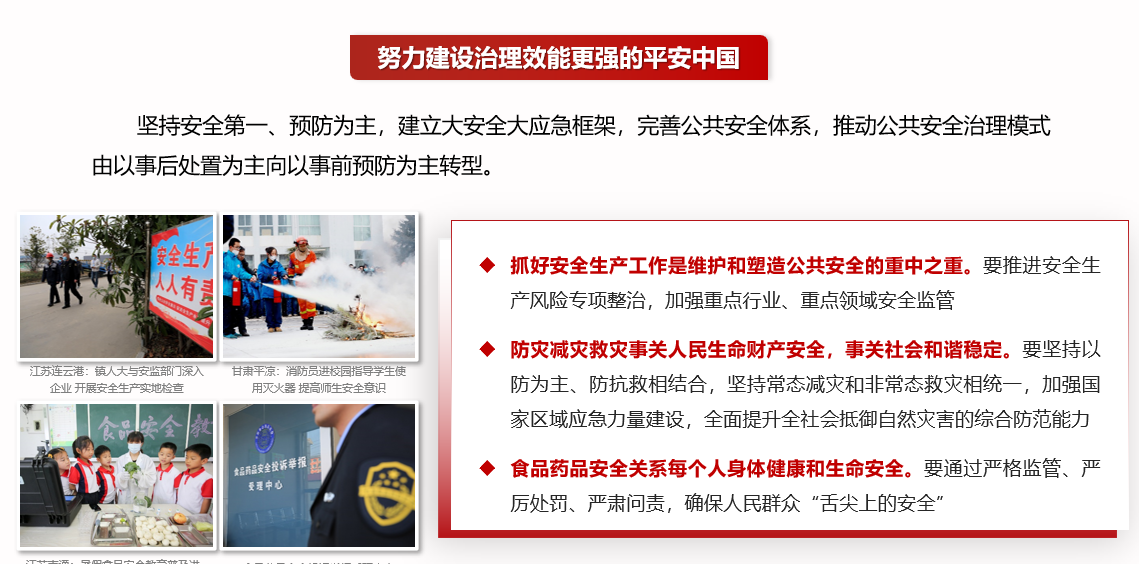 努力建设治理效能更强的平安中国
坚持安全第一、预防为主，建立大安全大应急框架，完善公共安全体系，推动公共安全治理模式
由以事后处置为主向以事前预防为主转型。
安全生产
人人有责
江苏连云港：镇人大与安监部门深入
企业 开展安全生产实地检查
甘肃平凉：消防员进校园指导学生使
用灭火器 提高师生安全意识
食品安全教
食品药品安全投诉举报
受理中心
◆ 抓好安全生产工作是维护和塑造公共安全的重中之重。要推进安全生
产风险专项整治，加强重点行业、重点领域安全监管
◆ 防灾减灾救灾事关人民生命财产安全，事关社会和谐稳定。要坚持以
防为主、防抗救相结合，坚持常态减灾和非常态救灾相统一，加强国
家区域应急力量建设，全面提升全社会抵御自然灾害的综合防范能力
◆ 食品药品安全关系每个人身体健康和生命安全。要通过严格监管、严
厉处罚、严肃问责，确保人民群众“舌尖上的安全”